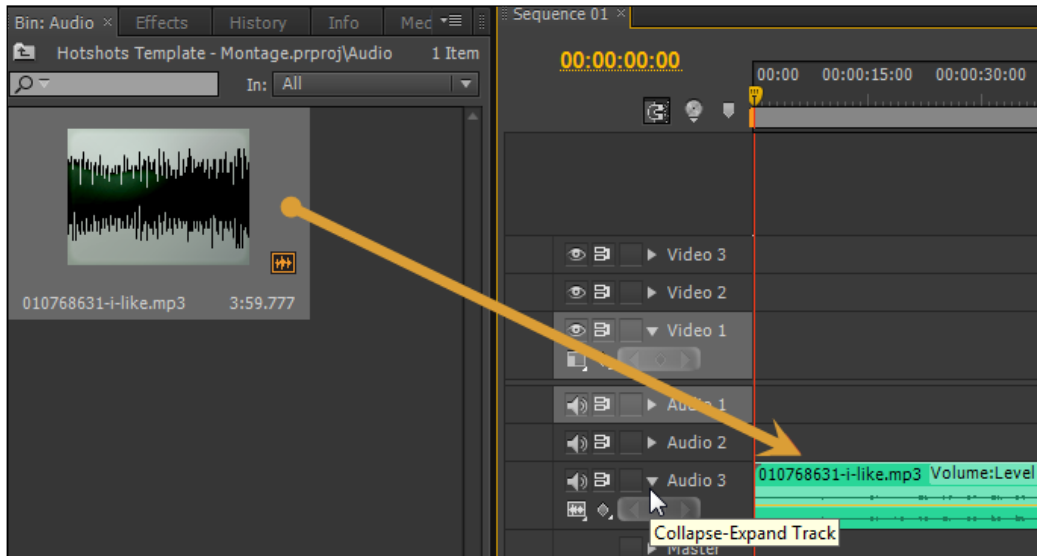 Bin: Audio × Effects History Info Med
Hotshots Template - Montage.prproj\Audio 1 Item
In: All
010768631-i-like.mp3 3:59.777
Sequence 01 ×
00:00:00:00
00:00 00:00:15:00 00:00:30:00
Video 3
Video 2
Video 1
Audio 1
Audio 2
Audio 3
010768631-i-like.mp3 Volume:Level
Collapse-Expand Track
Master